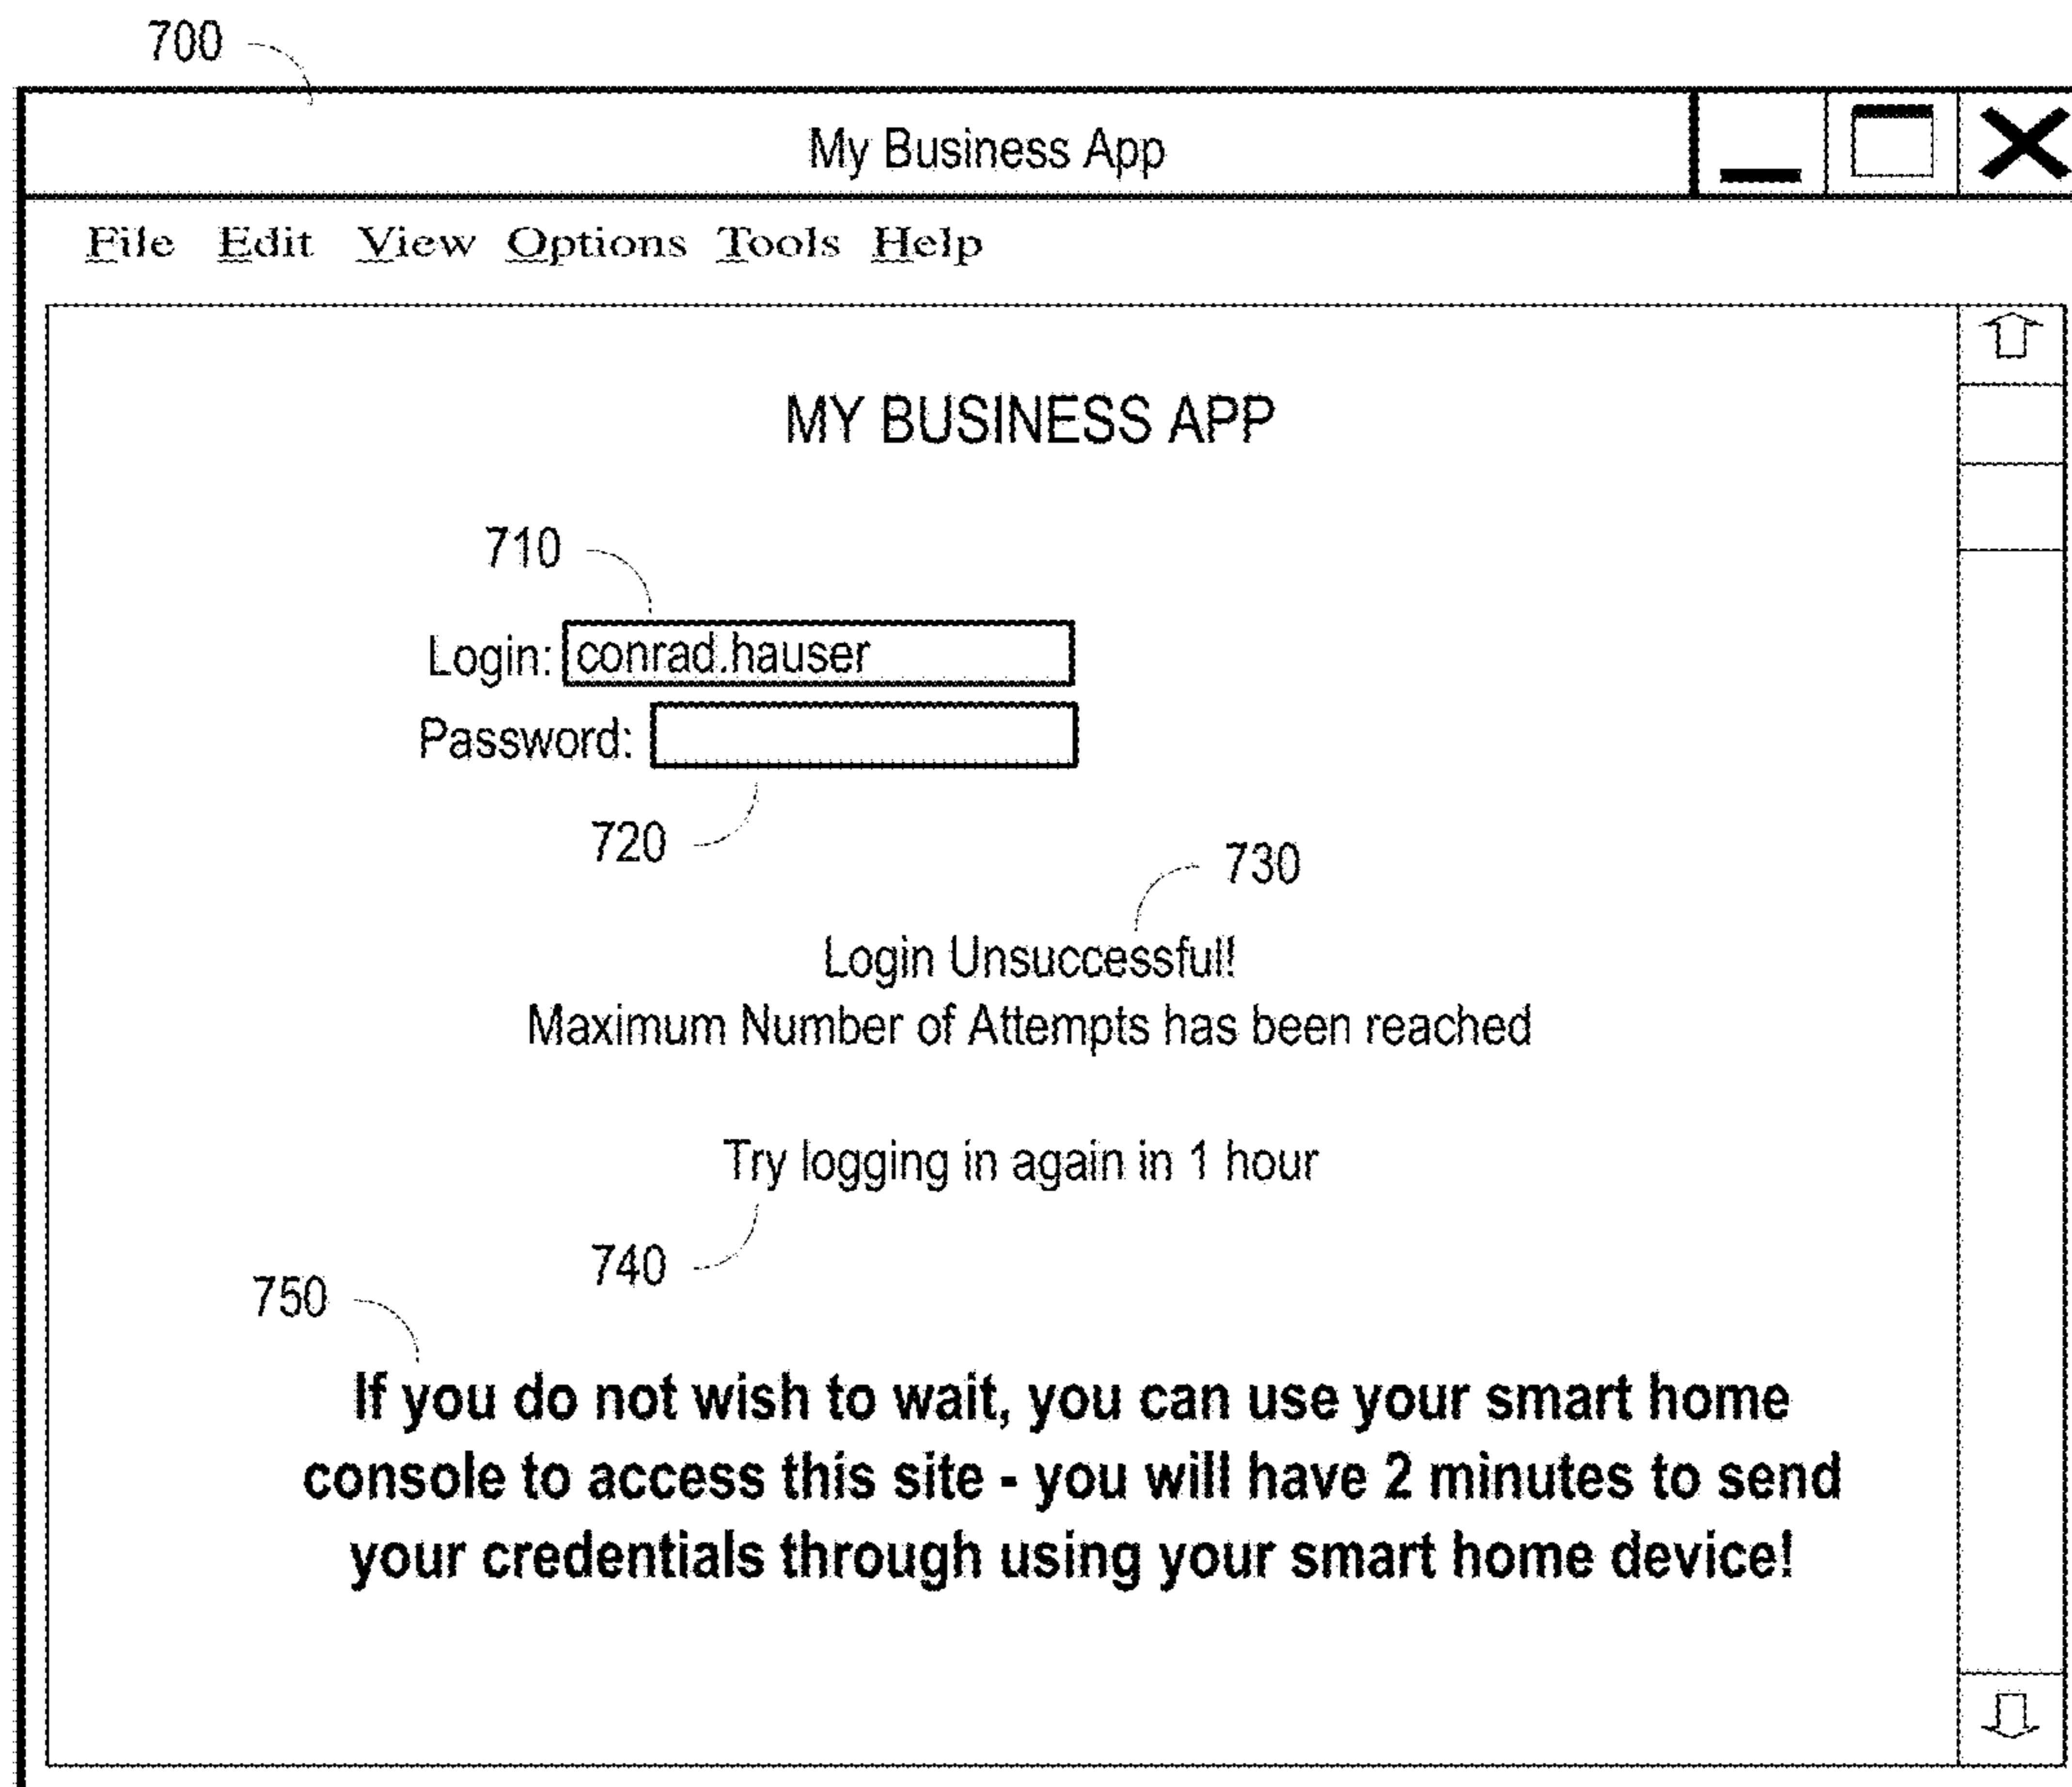 700
My Business App
File Edit View Options Tools Help
MY BUSINESS APP
710
Login: conrad.hauser
Password:
720
730
Login Unsuccessful!
Maximum Number of Attempts has been reached
Try logging in again in 1 hour
740
750
If you do not wish to wait, you can use your smart home
console to access this site - you will have 2 minutes to send
your credentials through using your smart home device!